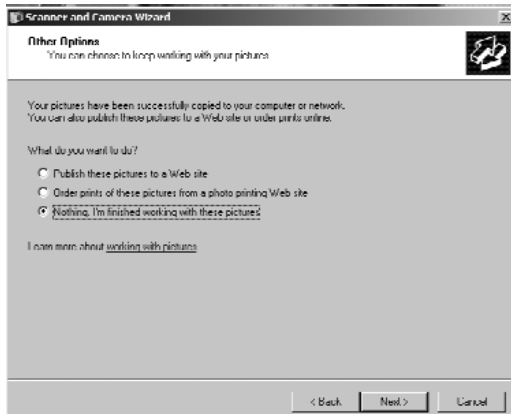 Scanner and Camera Wizard
Other Options
You can choose to keep working with your pictures
Your pictures have been successfully copied to your computer or network.
You can also publish these pictures to a Web site or order prints online.
What do you want to do?
Publish these pictures to a Web site
Order prints of these pictures from a photo printing Web site
Nothing. I'm finished working with these pictures
Learn more about working with pictures.
< Back Next > Cancel